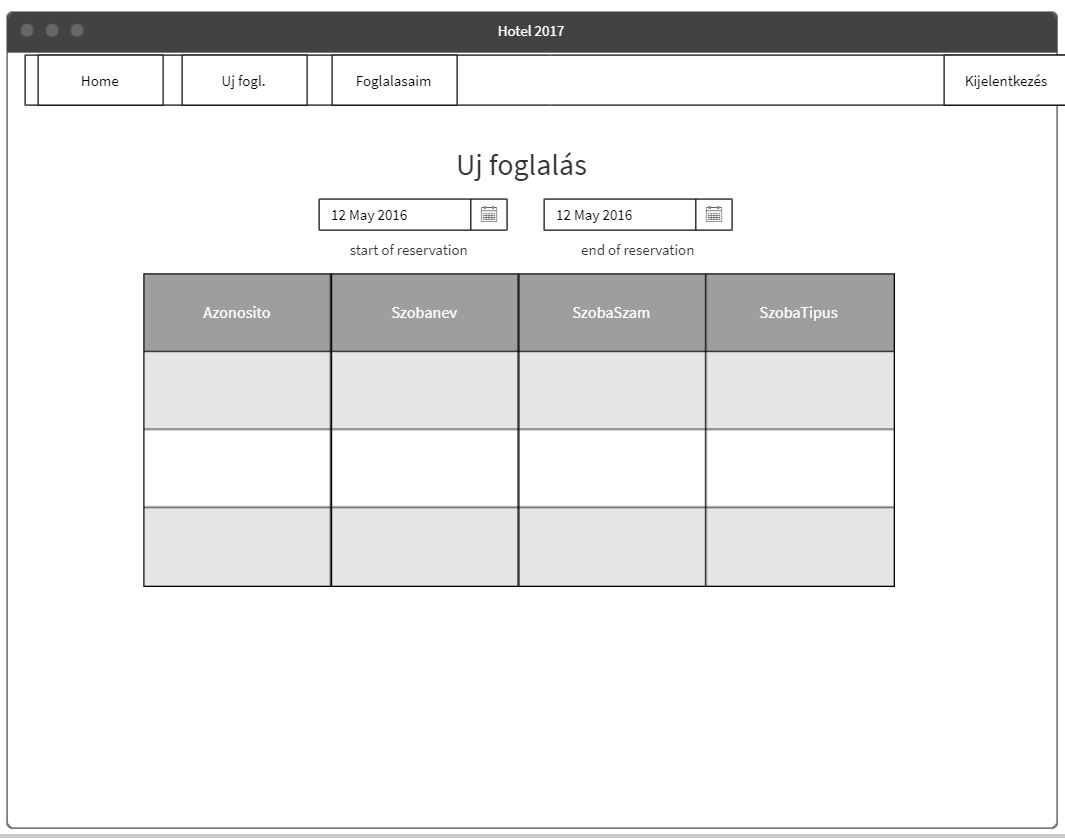 Hotel 2017
Home Uj fogl. Foglalasaim Kijelentkezés
Uj foglalás
12 May 2016 12 May 2016
start of reservation end of reservation
Azonosito Szobanev SzobaSzam SzobaTipus